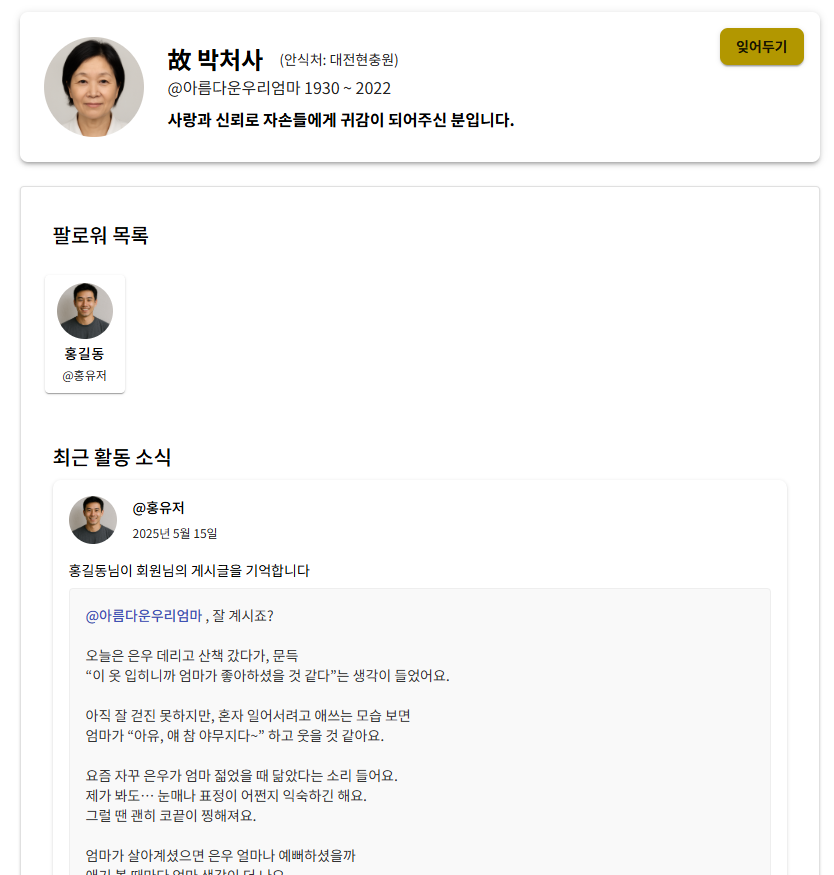 故 박처사 (안식처: 대전현충원)
잊어두기
@아름다운우리엄마 1930 ~ 2022
사랑과 신뢰로 자손들에게 귀감이 되어주신 분입니다.
팔로워 목록
홍길동
@홍유저
최근 활동 소식
@홍유저
2025년 5월 15일
홍길동님이 회원님의 게시글을 기억합니다
@아름다운우리엄마 , 잘 계시죠?
오늘은 은우 데리고 산책 갔다가, 문득
“이 옷 입히니까 엄마가 좋아하셨을 것 같다”는 생각이 들었어요.
아직 잘 걷진 못하지만, 혼자 일어서려고 애쓰는 모습 보면
엄마가 “아유, 얘 참 야무지다~” 하고 웃을 것 같아요.
요즘 자꾸 은우가 엄마 젊었을 때 닮았다는 소리 들어요.
제가 봐도… 눈매나 표정이 어쩐지 익숙하긴 해요.
그럴 땐 괜히 코끝이 찡해져요.
엄마가 살아계셨으면 은우 얼마나 예뻐하셨을까